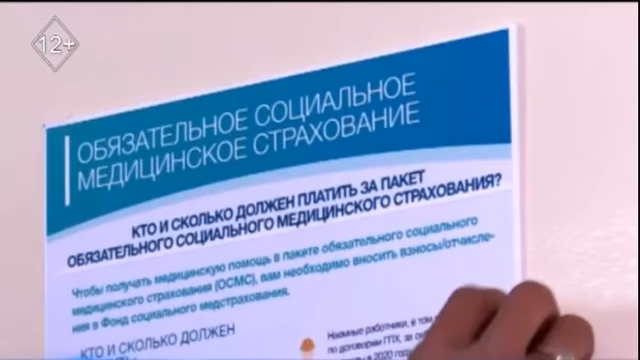 12+
ОБЯЗАТЕЛЬНОЕ СОЦИАЛЬНОЕ
МЕДИЦИНСКОЕ СТРАХОВАНИЕ
КТО И СКОЛЬКО ДОЛЖЕН ПЛАТИТЬ ЗА ПАКЕТ
ОБЯЗАТЕЛЬНОГО СОЦИАЛЬНОГО МЕДИЦИНСКОГО СТРАХОВАНИЯ?
Чтобы получать медицинскую помощь в пакете обязательного социального
медицинского страхования (ОСМС), вам необходимо вносить взносы/отчисле-
ния в Фонд социального медстрахования.
КТО И СКОЛЬКО ДОЛЖЕН
Наемные работники, в том
по договорам ГПХ, за
в 2020